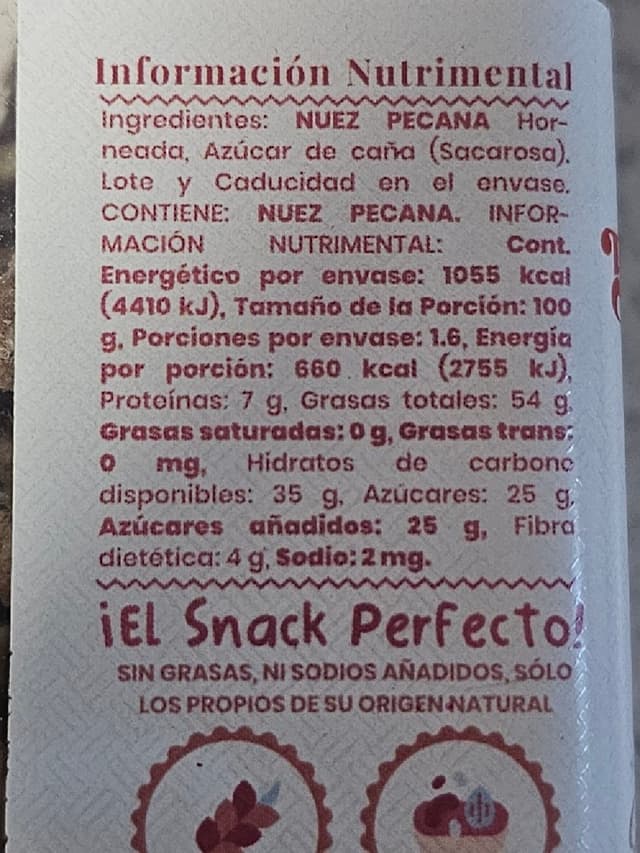 Información Nutrimental
Ingredientes: NUEZ PECANA Hor-
neada, Azúcar de caña (Sacarosa).
Lote y Caducidad en el envase.
CONTIENE: NUEZ PECANA. INFOR-
MACIÓN NUTRIMENTAL: Cont.
Energético por envase: 1055 kcal
(4410 kJ), Tamaño de la Porción: 100
g, Porciones por envase: 1.6, Energía
por porción: 660 kcal (2755 kJ),
Proteínas: 7 g, Grasas totales: 54 g,
Grasas saturadas: 0 g, Grasas trans:
0 mg, Hidratos de carbono
disponibles: 35 g, Azúcares: 25 g,
Azúcares añadidos: 25 g, Fibra
dietética: 4 g, Sodio: 2 mg.
¡El Snack Perfecto!
SIN GRASAS, NI SODIOS AÑADIDOS, SÓLO
LOS PROPIOS DE SU ORIGEN NATURAL